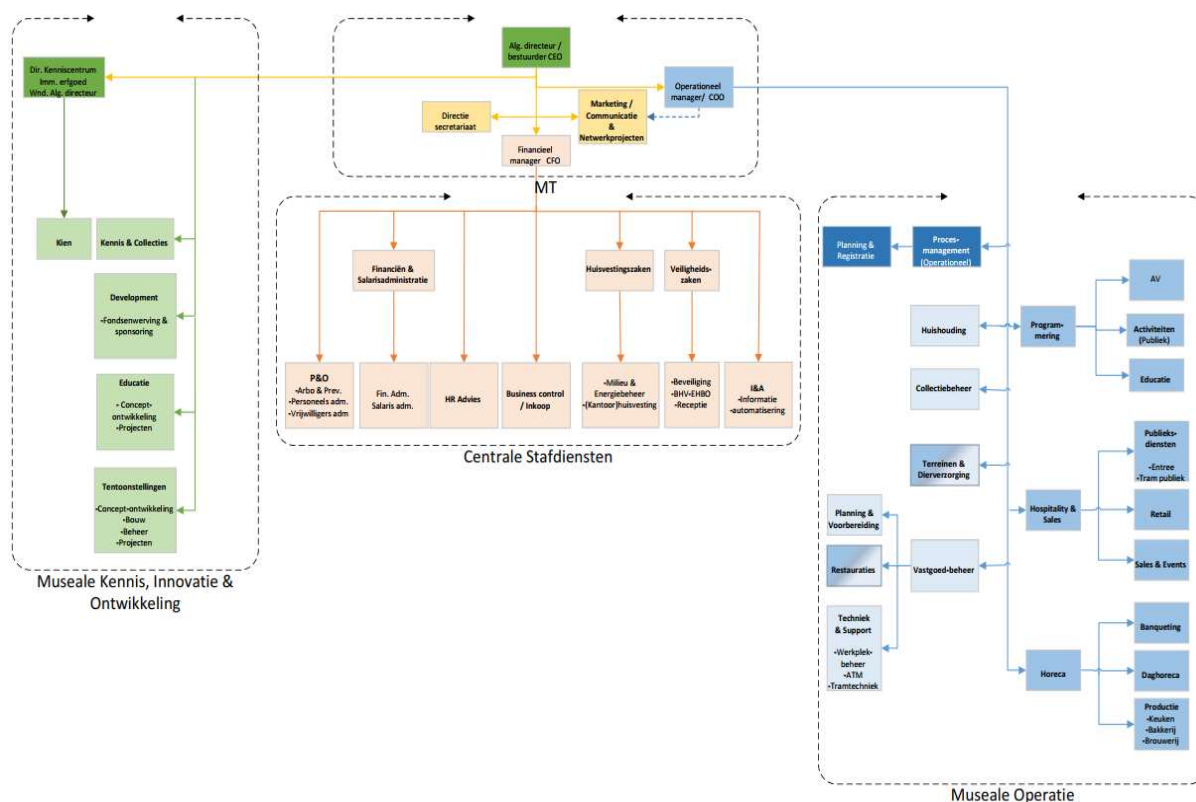 Alg. directeur /
bestuurder CEO
Dir. Kenniscentrum
Imm. erfgoed
Wnd. Alg. directeur
Operationeel
manager/ COO
Directie
secretariaat
Marketing /
Communicatie
&
Netwerkprojecten
Financieel
manager CFO
MT
Kien
Kennis & Collecties
Development
•Fondsenwerving &
sponsoring
Educatie
• Concept-
ontwikkeling
•Projecten
Tentoonstellingen
•Concept-ontwikkeling
•Bouw
•Beheer
•Projecten
Museale Kennis, Innovatie &
Ontwikkeling
Financiën &
Salarisadministratie
Huisvestingszaken
Veiligheids-
zaken
P&O
•Arbo & Prev.
•Personeels adm.
•Vrijwilligers adm
Fin. Adm.
Salaris adm.
HR Advies
Business control
/ Inkoop
•Milieu &
Energiebeheer
•(Kantoor)huisvesting
•Beveiliging
•BHV-EHBO
•Receptie
I&A
•Informatie
•automatisering
Centrale Stafdiensten
Planning &
Registratie
Proces-
management
(Operationeel)
Huishouding
Collectiebeheer
Terreinen &
Dierverzorging
Planning &
Voorbereiding
Restauraties
Vastgoed-beheer
Techniek
& Support
•Werkplek-
beheer
•ATM
•Tramtechniek
Program-
mering
AV
Activiteiten
(Publiek)
Educatie
Hospitality &
Sales
Publieks-
diensten
•Entree
•Tram publiek
Retail
Sales & Events
Horeca
Banqueting
Daghoreca
Productie
•Keuken
•Bakkerij
•Brouwerij
Museale Operatie